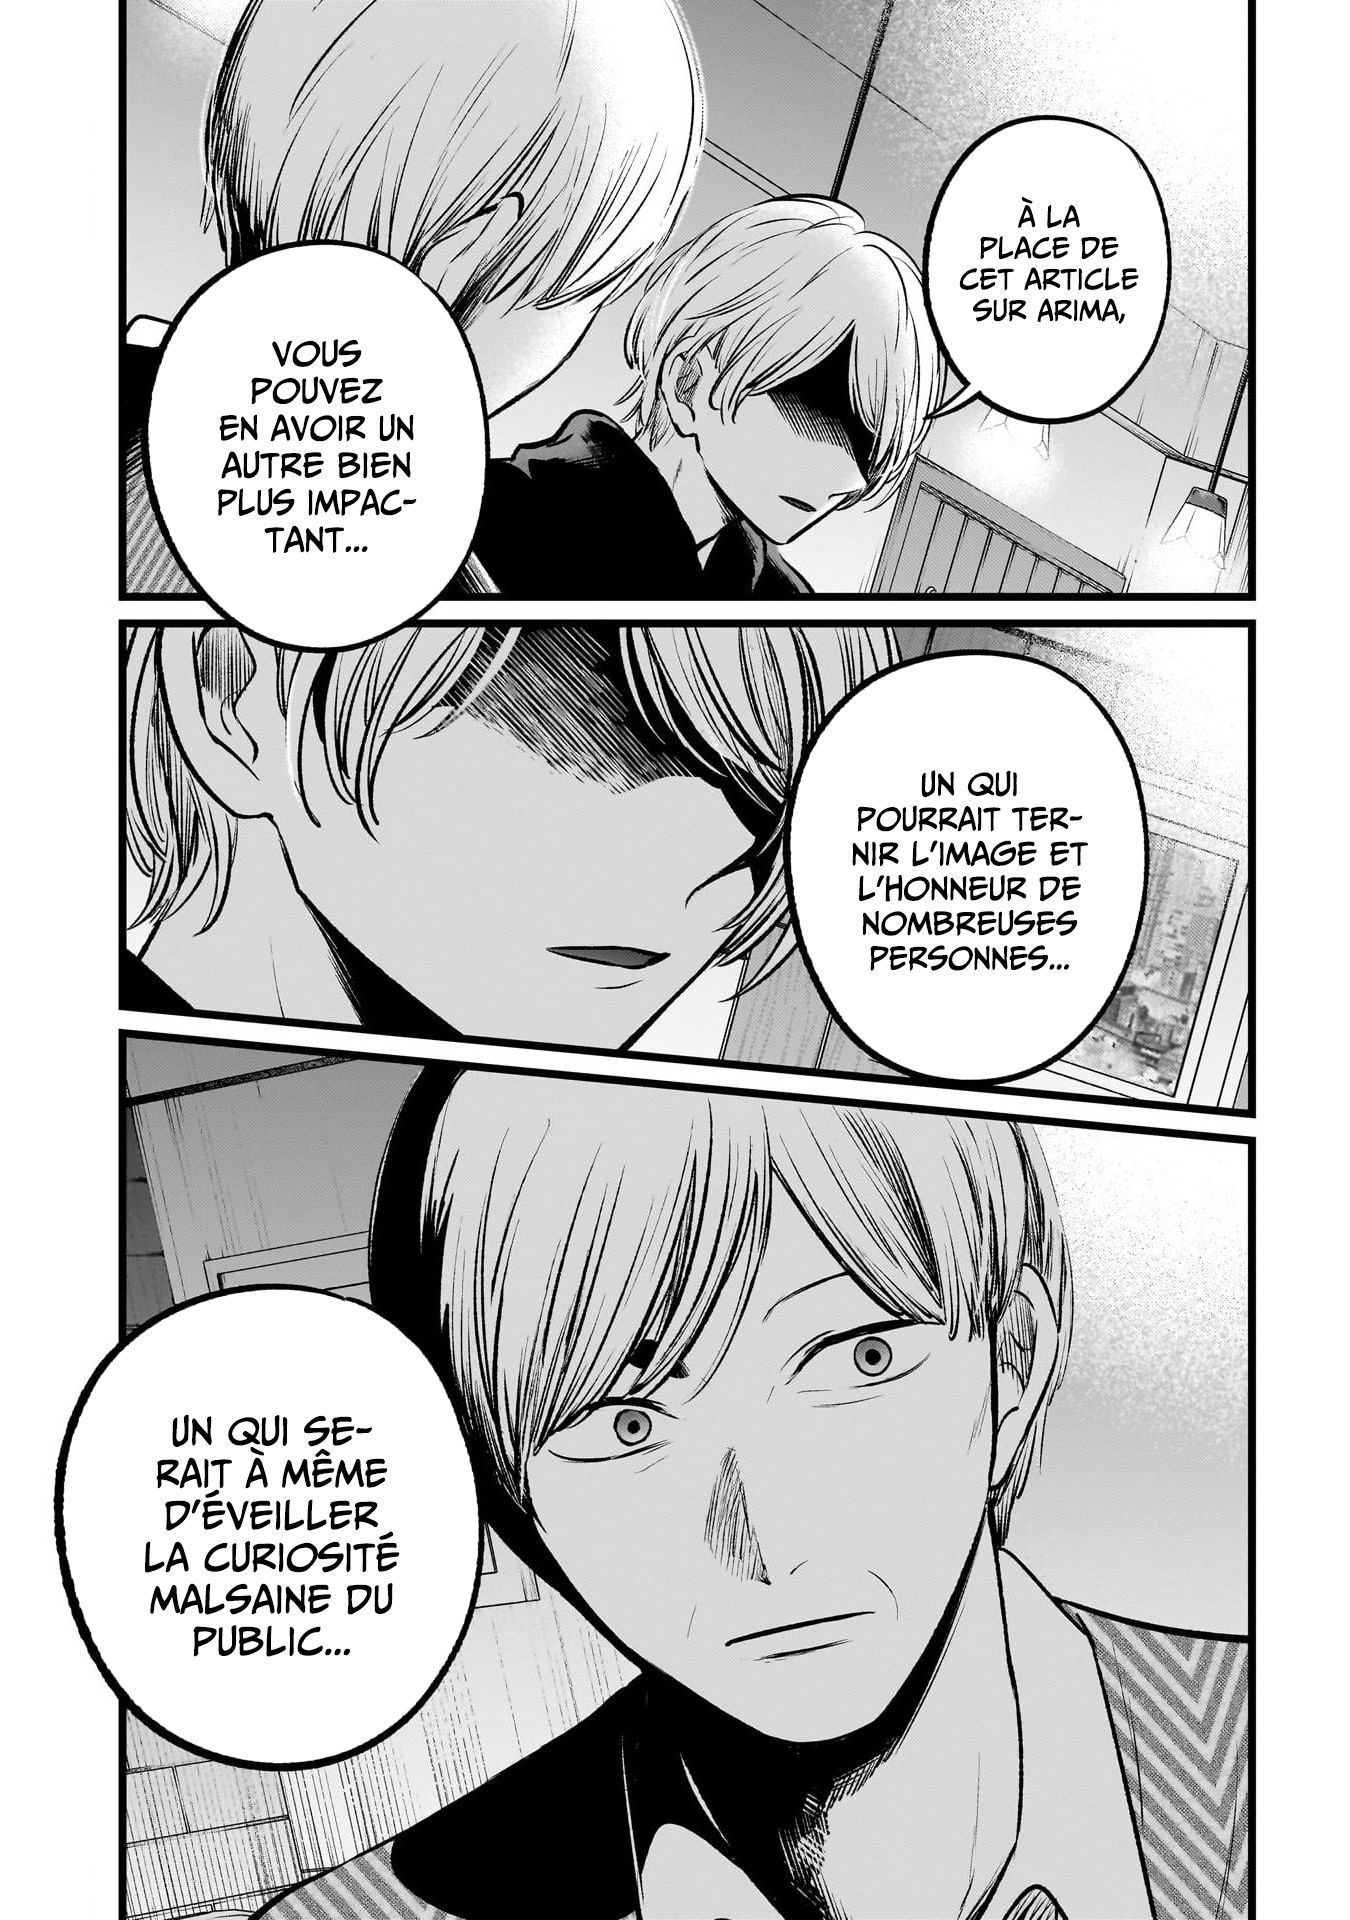 À LA
PLACE DE
CET ARTICLE
SUR ARIMA,
VOUS
POUVEZ
EN AVOIR UN
AUTRE BIEN
PLUS IMPAC-
TANT...
UN QUI
POURRAIT TER-
NIR L'IMAGE ET
L'HONNEUR DE
NOMBREUSES
PERSONNES...
UN QUI SE-
RAIT À MÊME
D'ÉVEILLER
LA CURIOSITÉ
MALSAINE DU
PUBLIC...